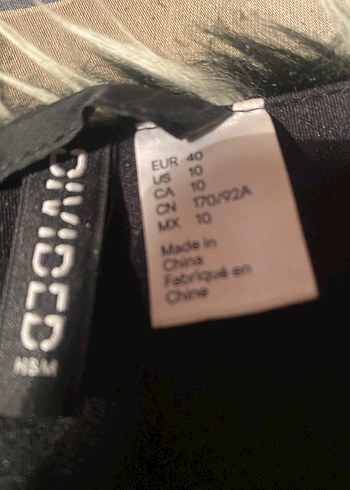 DIVIDED
H&M
EUR 40
US 10
CA 10
CN 170/92A
MX 10
Made in
China
Fabriqué en
Chine